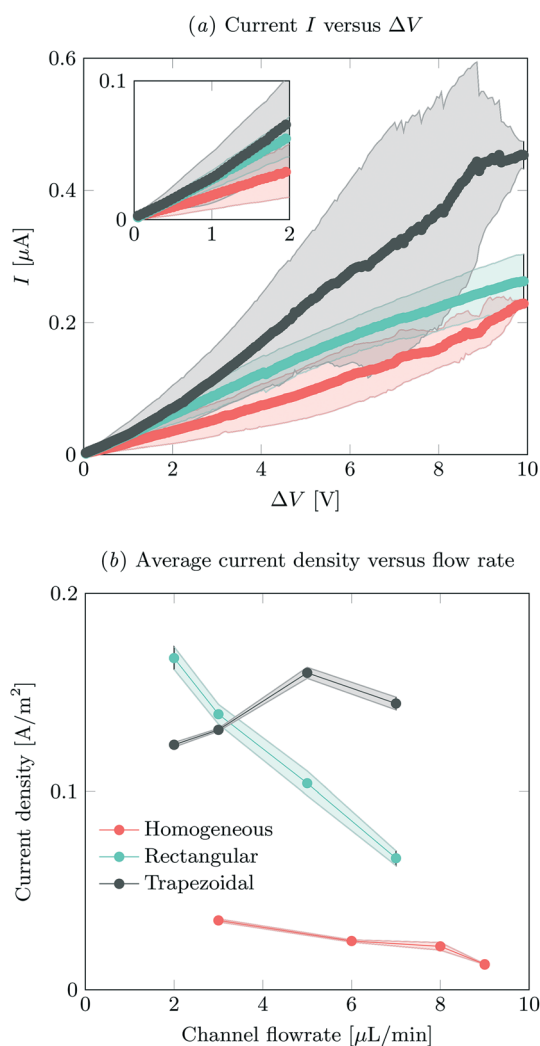 (a) Current I versus ΔV
0.6
0.4
0.2
0
I [μA]
0.1
0
0 1 2
0 2 4 6 8 10
ΔV [V]
(b) Average current density versus flow rate
0.2
0.1
0
Current density [A/m²]
Homogeneous
Rectangular
Trapezoidal
0 2 4 6 8 10
Channel flowrate [μL/min]